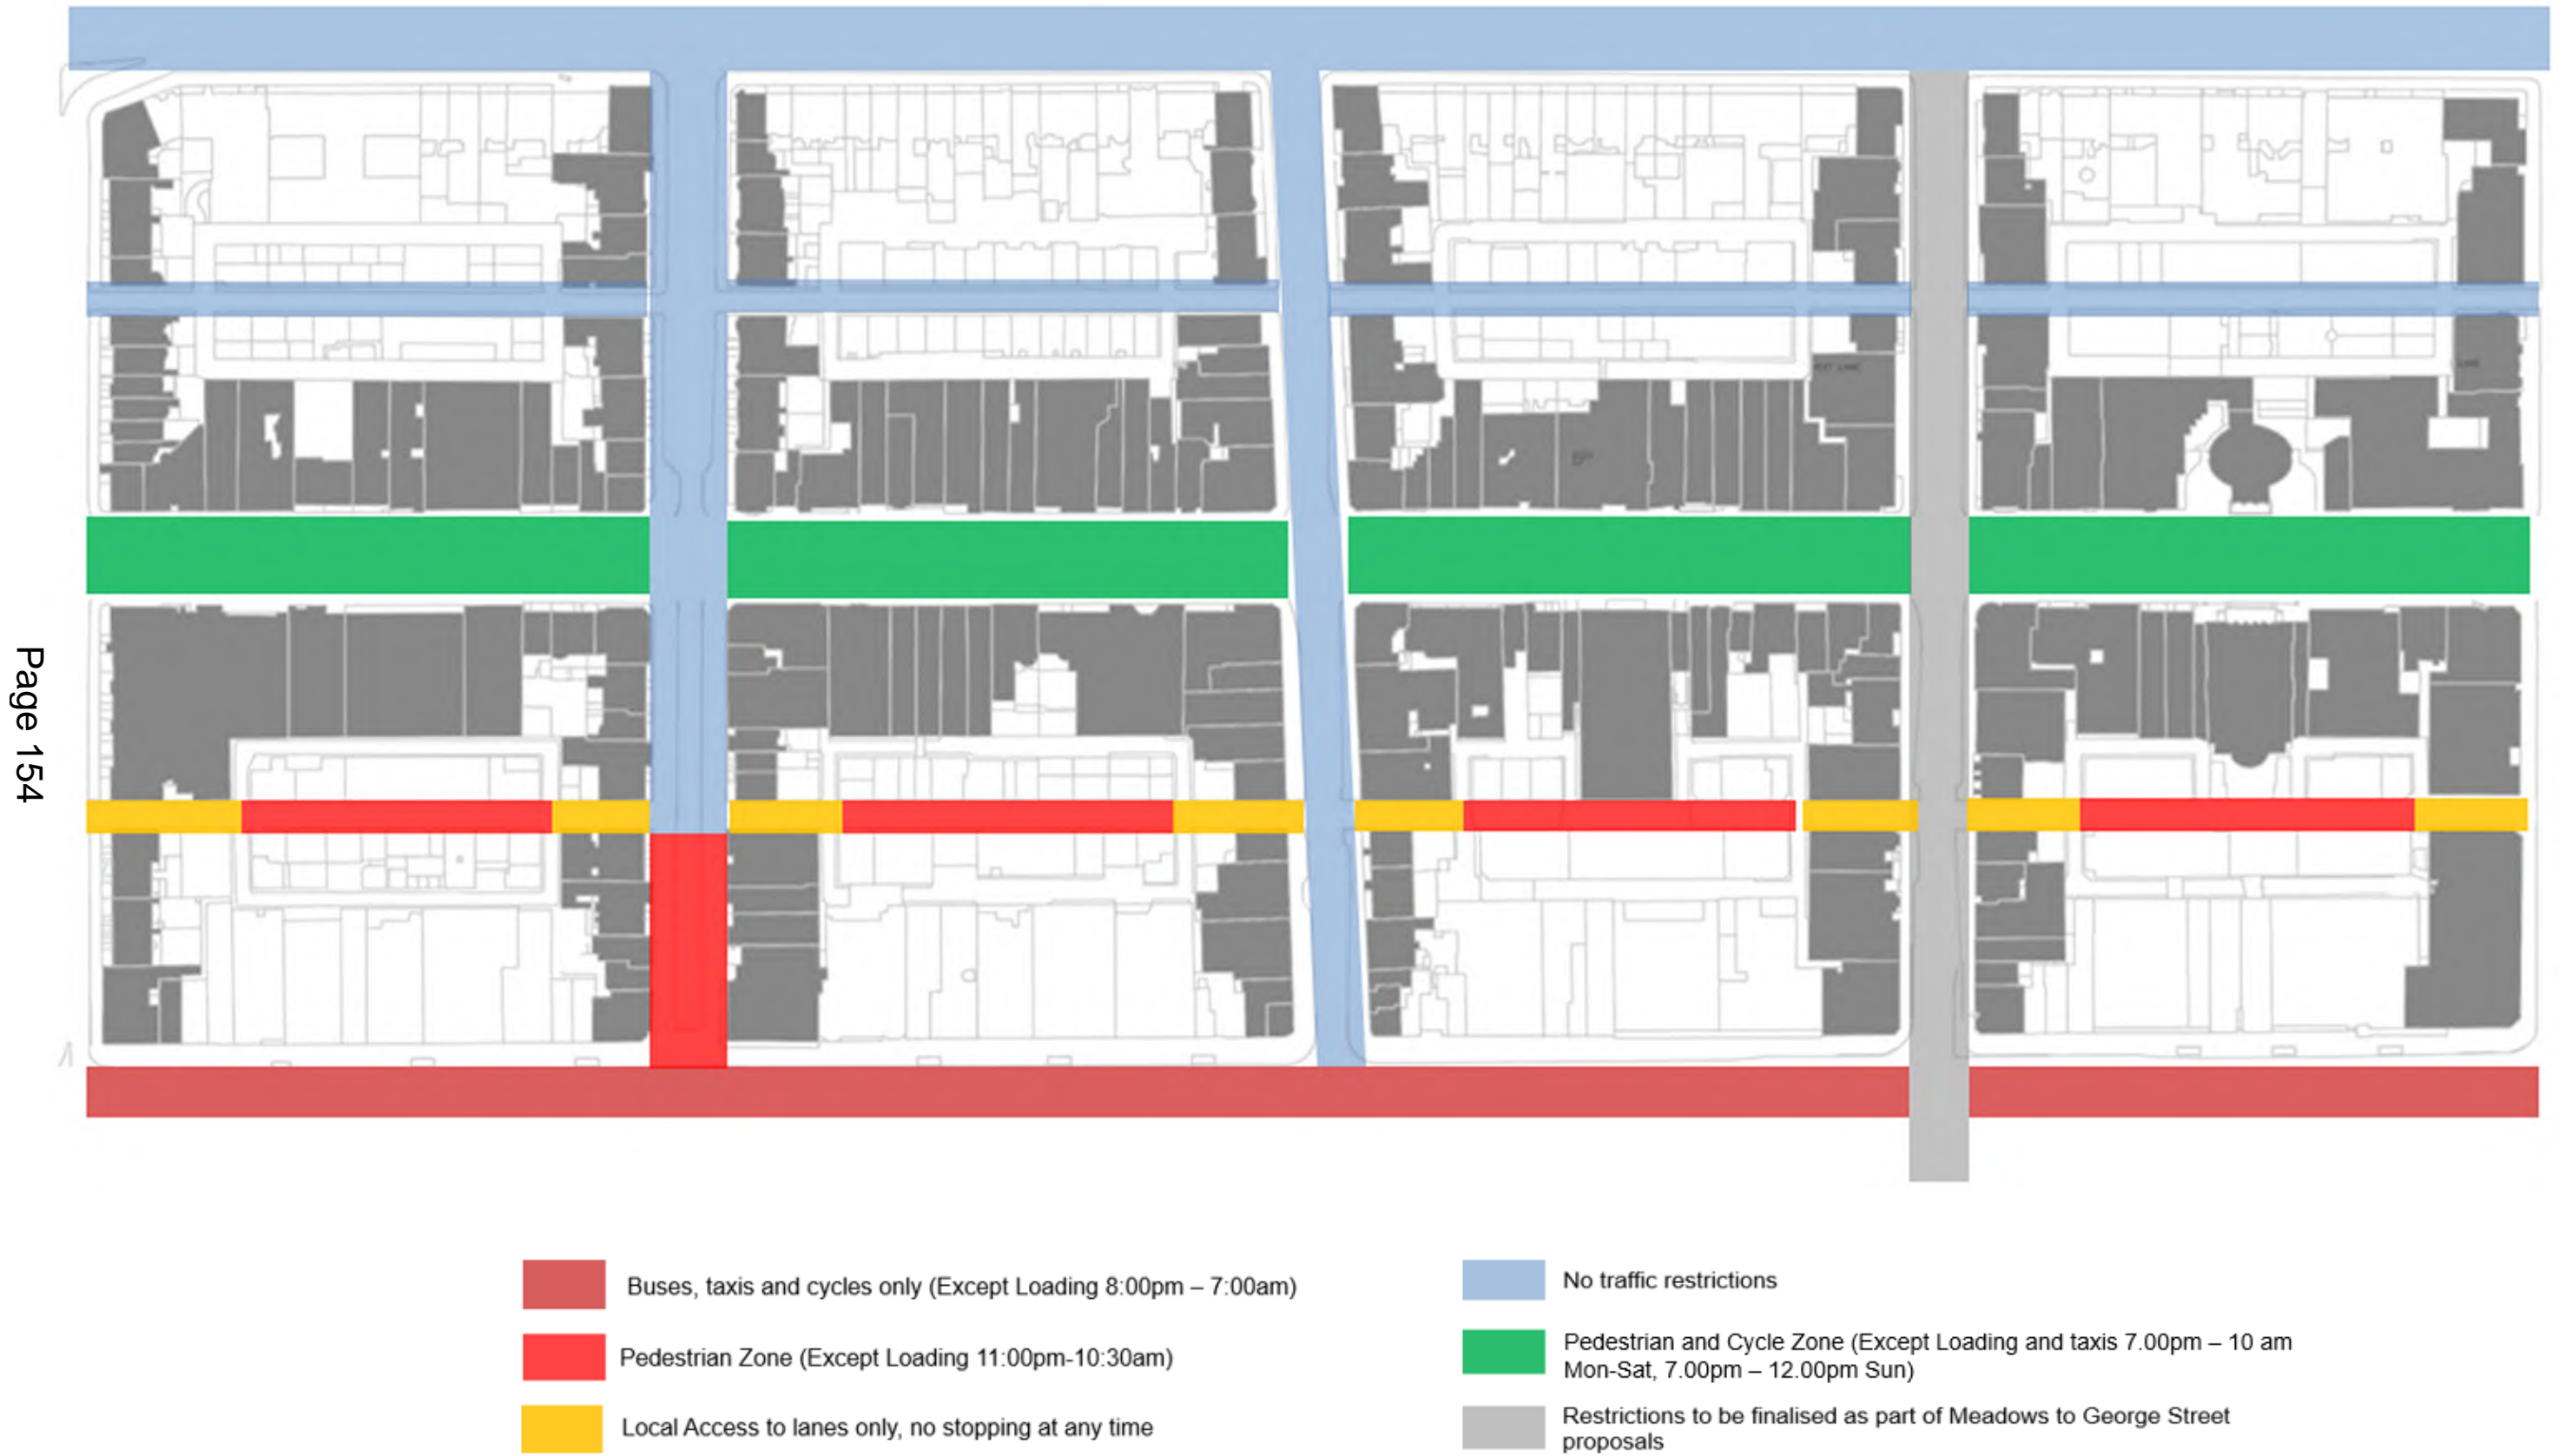 Page 154
Buses, taxis and cycles only (Except Loading 8:00pm – 7:00am)
Pedestrian Zone (Except Loading 11:00pm-10:30am)
Local Access to lanes only, no stopping at any time
No traffic restrictions
Pedestrian and Cycle Zone (Except Loading and taxis 7.00pm – 10 am
Mon-Sat, 7.00pm – 12.00pm Sun)
Restrictions to be finalised as part of Meadows to George Street
proposals